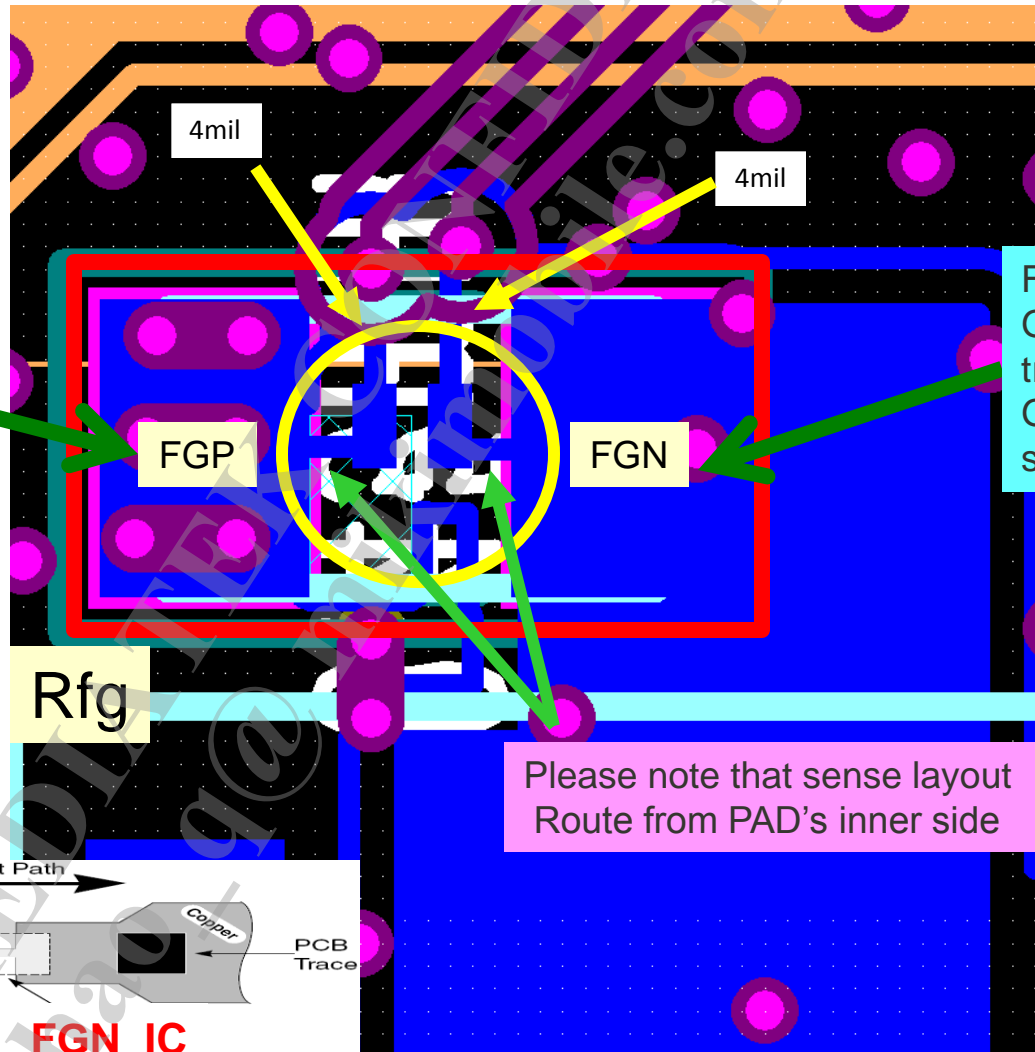 4mil
4mil
FGP
FGN
Rfg
Please note that sense layout
Route from PAD's inner side
t Path
Copper
PCB
Trace
FGN IC